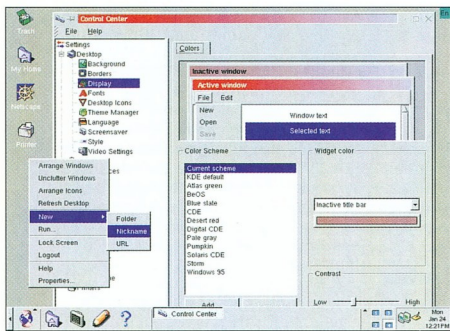 Trash
My Home
Netscape
Printer
Control Center
File Help
Settings
Desktop
Background
Borders
Display
Fonts
Desktop Icons
Theme Manager
Language
Screensaver
Style
Video Settings
Colors
Inactive window
Active window
File Edit
New
Open
Save
Window text
Selected text
Color Scheme
Current scheme
KDE default
Atlas green
BeOS
Blue slate
CDE
Desert red
Digital CDE
Pale gray
Pumpkin
Solaris CDE
Storm
Windows 95
Add
Widget color
Inactive title bar
Contrast
Low High
Arrange Windows
Unclutter Windows
Arrange Icons
Refresh Desktop
New
Run...
Lock Screen
Logout
Help
Properties...
Folder
Nickname
URL
Control Center
Mon
Jan 24
12:21PM
En